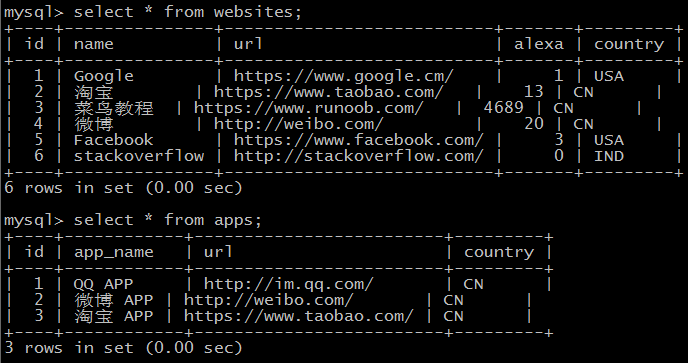 mysql> select * from websites;
+----+---------------+---------------------------+-------+---------+
| id | name          | url                       | alexa | country |
+----+---------------+---------------------------+-------+---------+
|  1 | Google        | https://www.google.cm/    |     1 | USA     |
|  2 | 淘宝          | https://www.taobao.com/   |    13 | CN      |
|  3 | 菜鸟教程  | https://www.runoob.com/   |  4689 | CN      |
|  4 | 微博          | http://weibo.com/         |    20 | CN      |
|  5 | Facebook      | https://www.facebook.com/ |     3 | USA     |
|  6 | stackoverflow | http://stackoverflow.com/ |     0 | IND     |
+----+---------------+---------------------------+-------+---------+
6 rows in set (0.00 sec)
mysql> select * from apps;
+----+------------+-------------------------+---------+
| id | app_name   | url                     | country |
+----+------------+-------------------------+---------+
|  1 | QQ APP     | http://im.qq.com/       | CN      |
|  2 | 微博 APP | http://weibo.com/       | CN      |
|  3 | 淘宝 APP | https://www.taobao.com/ | CN      |
+----+------------+-------------------------+---------+
3 rows in set (0.00 sec)